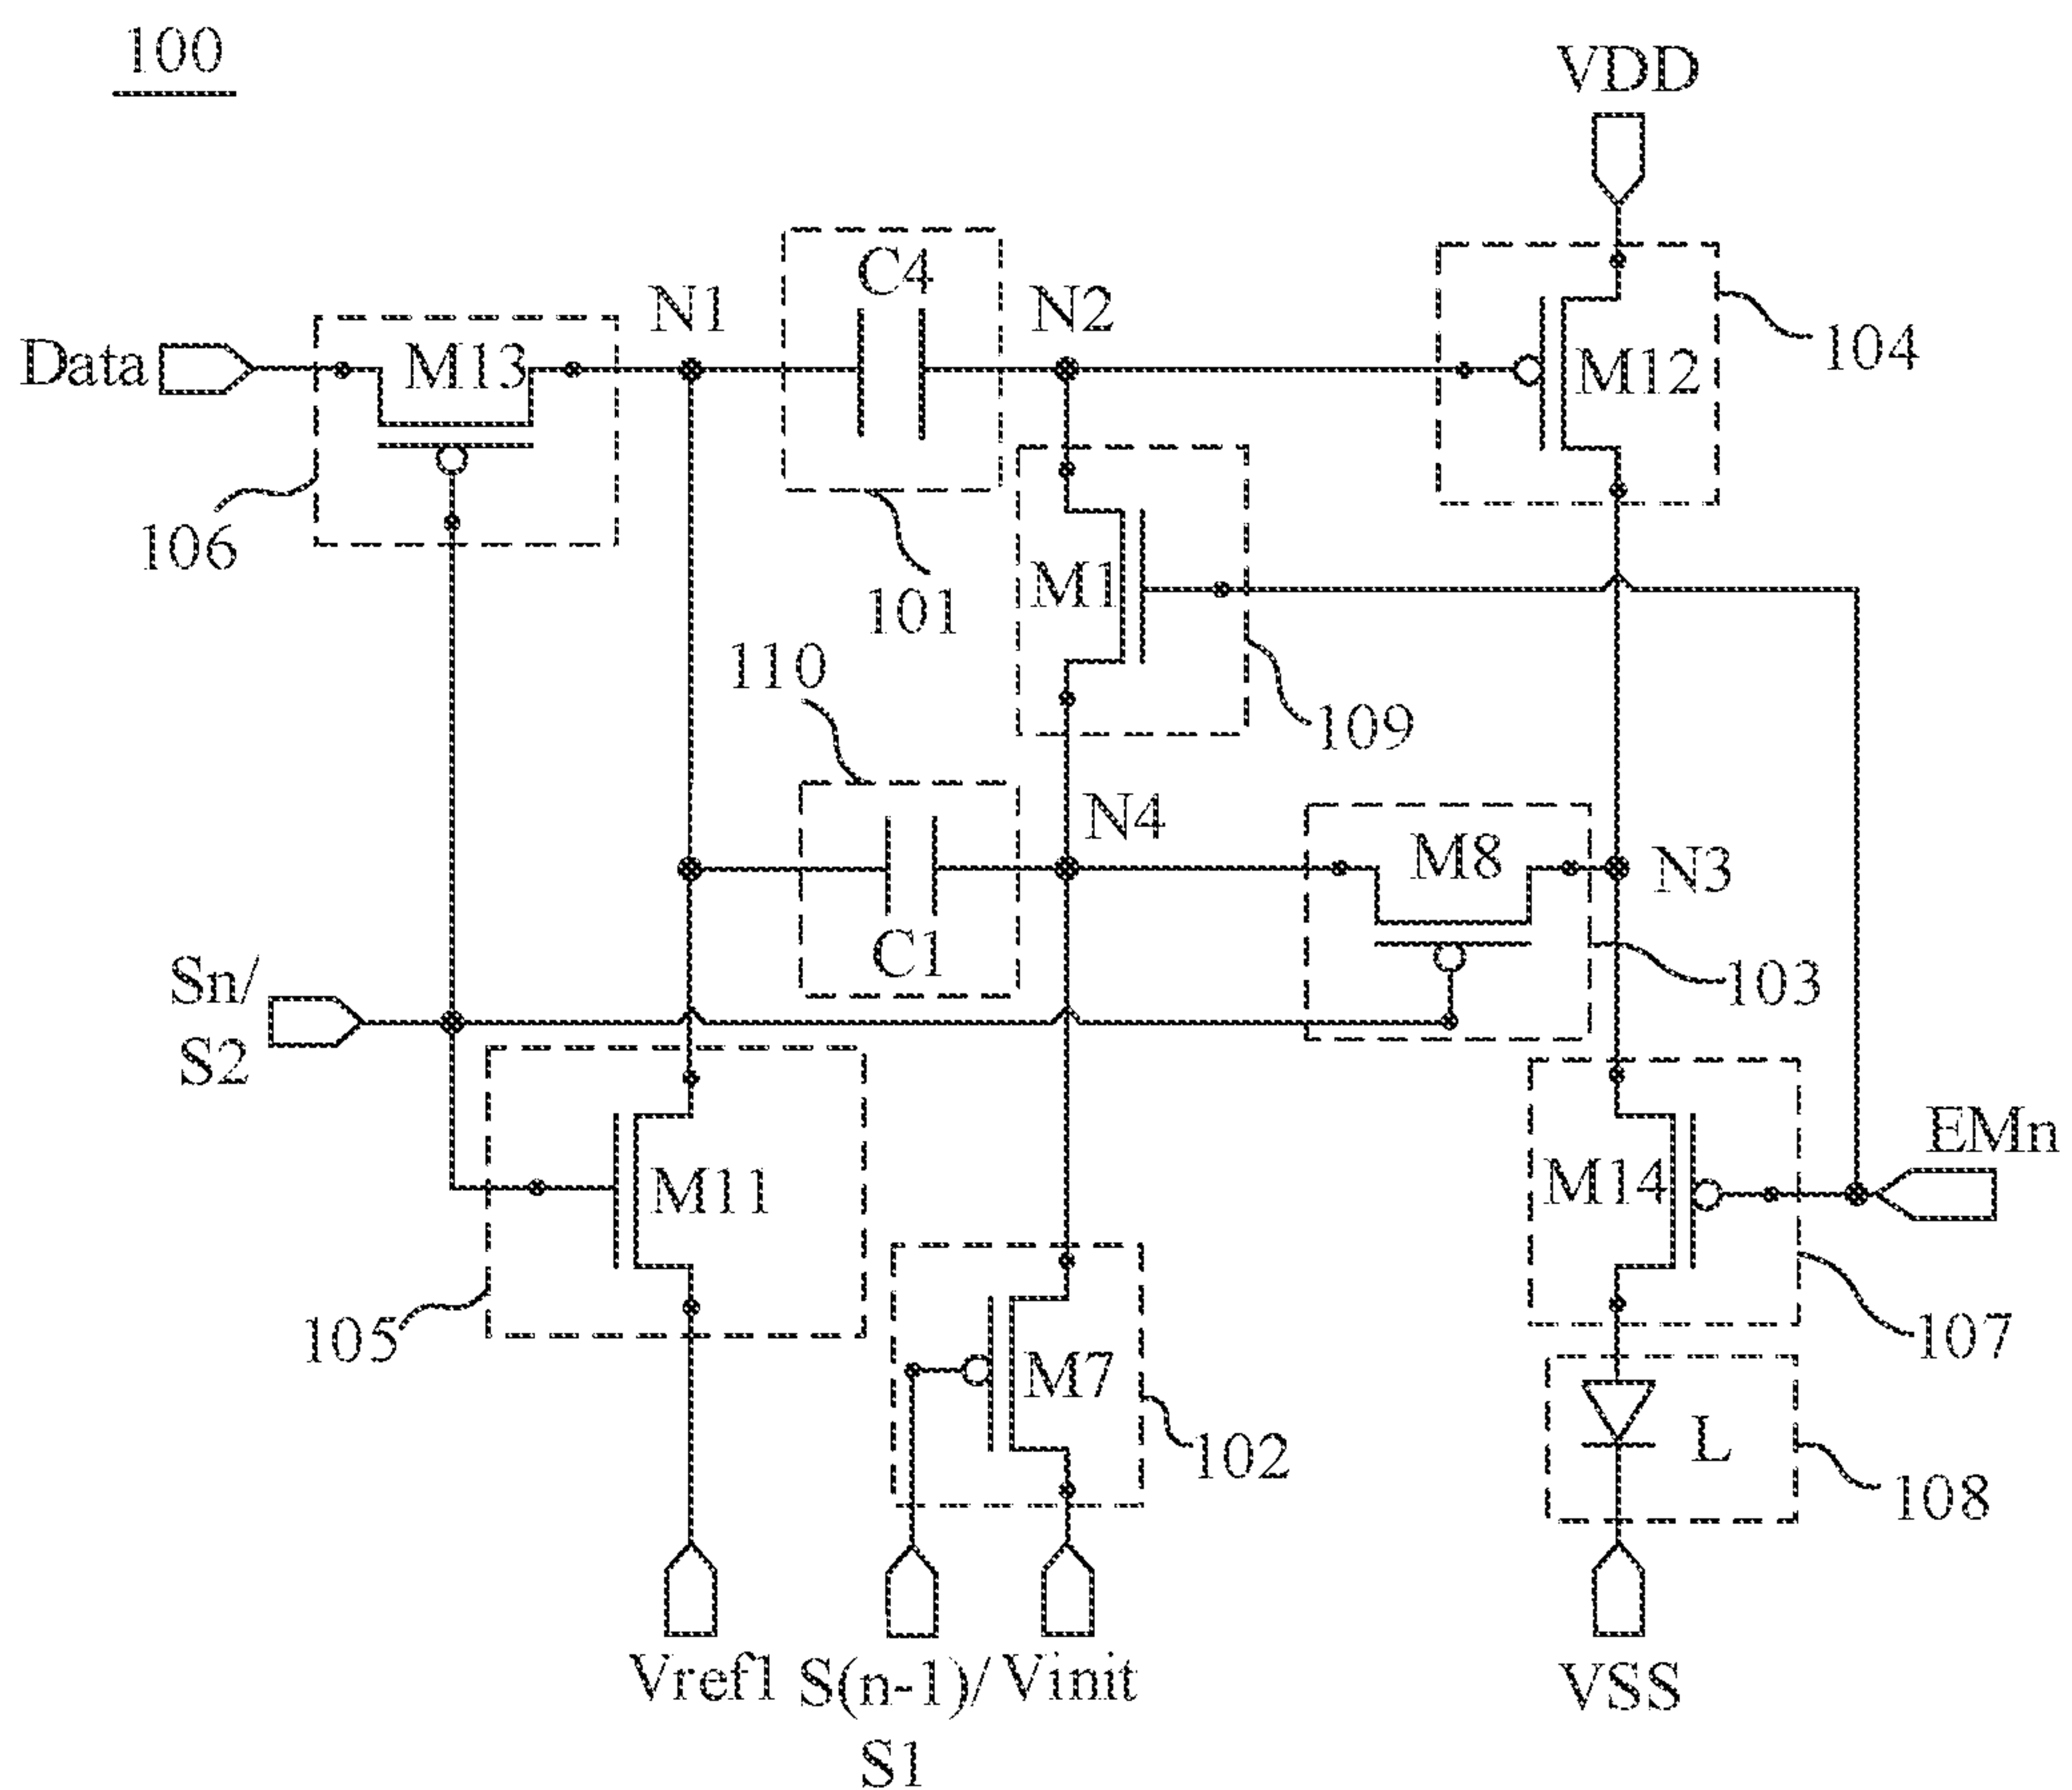 100
VDD
C4
N1
N2
Data
M13
M12
104
106
M1
101
110
109
N4
M8
N3
C1
103
Sn/
S2
M11
M14
EMn
105
M7
107
102
L
108
Vref1
S(n-1)/
S1
Vinit
VSS